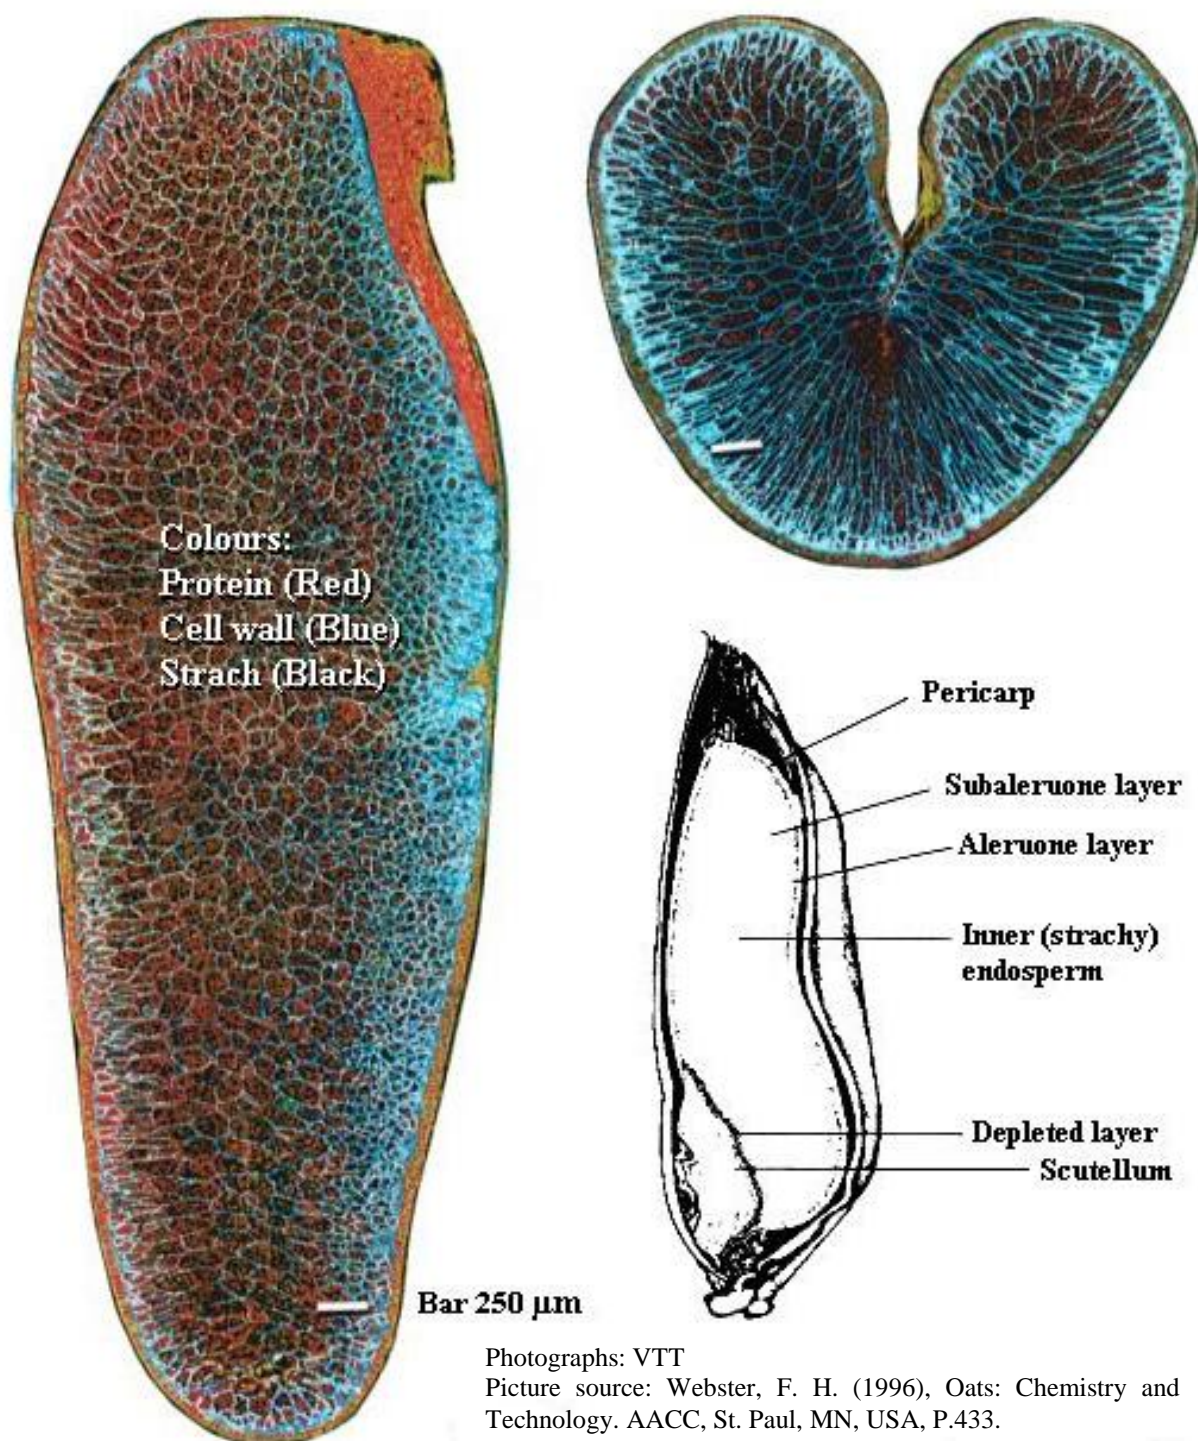 Colours:
Protein (Red)
Cell wall (Blue)
Strach (Black)
Pericarp
Subaleruone layer
Aleruone layer
Inner (strachy)
endosperm
Depleted layer
Scutellum
Bar 250 µm
Photographs: VTT
Picture source: Webster, F. H. (1996), Oats: Chemistry and
Technology. AACC, St. Paul, MN, USA, P.433.